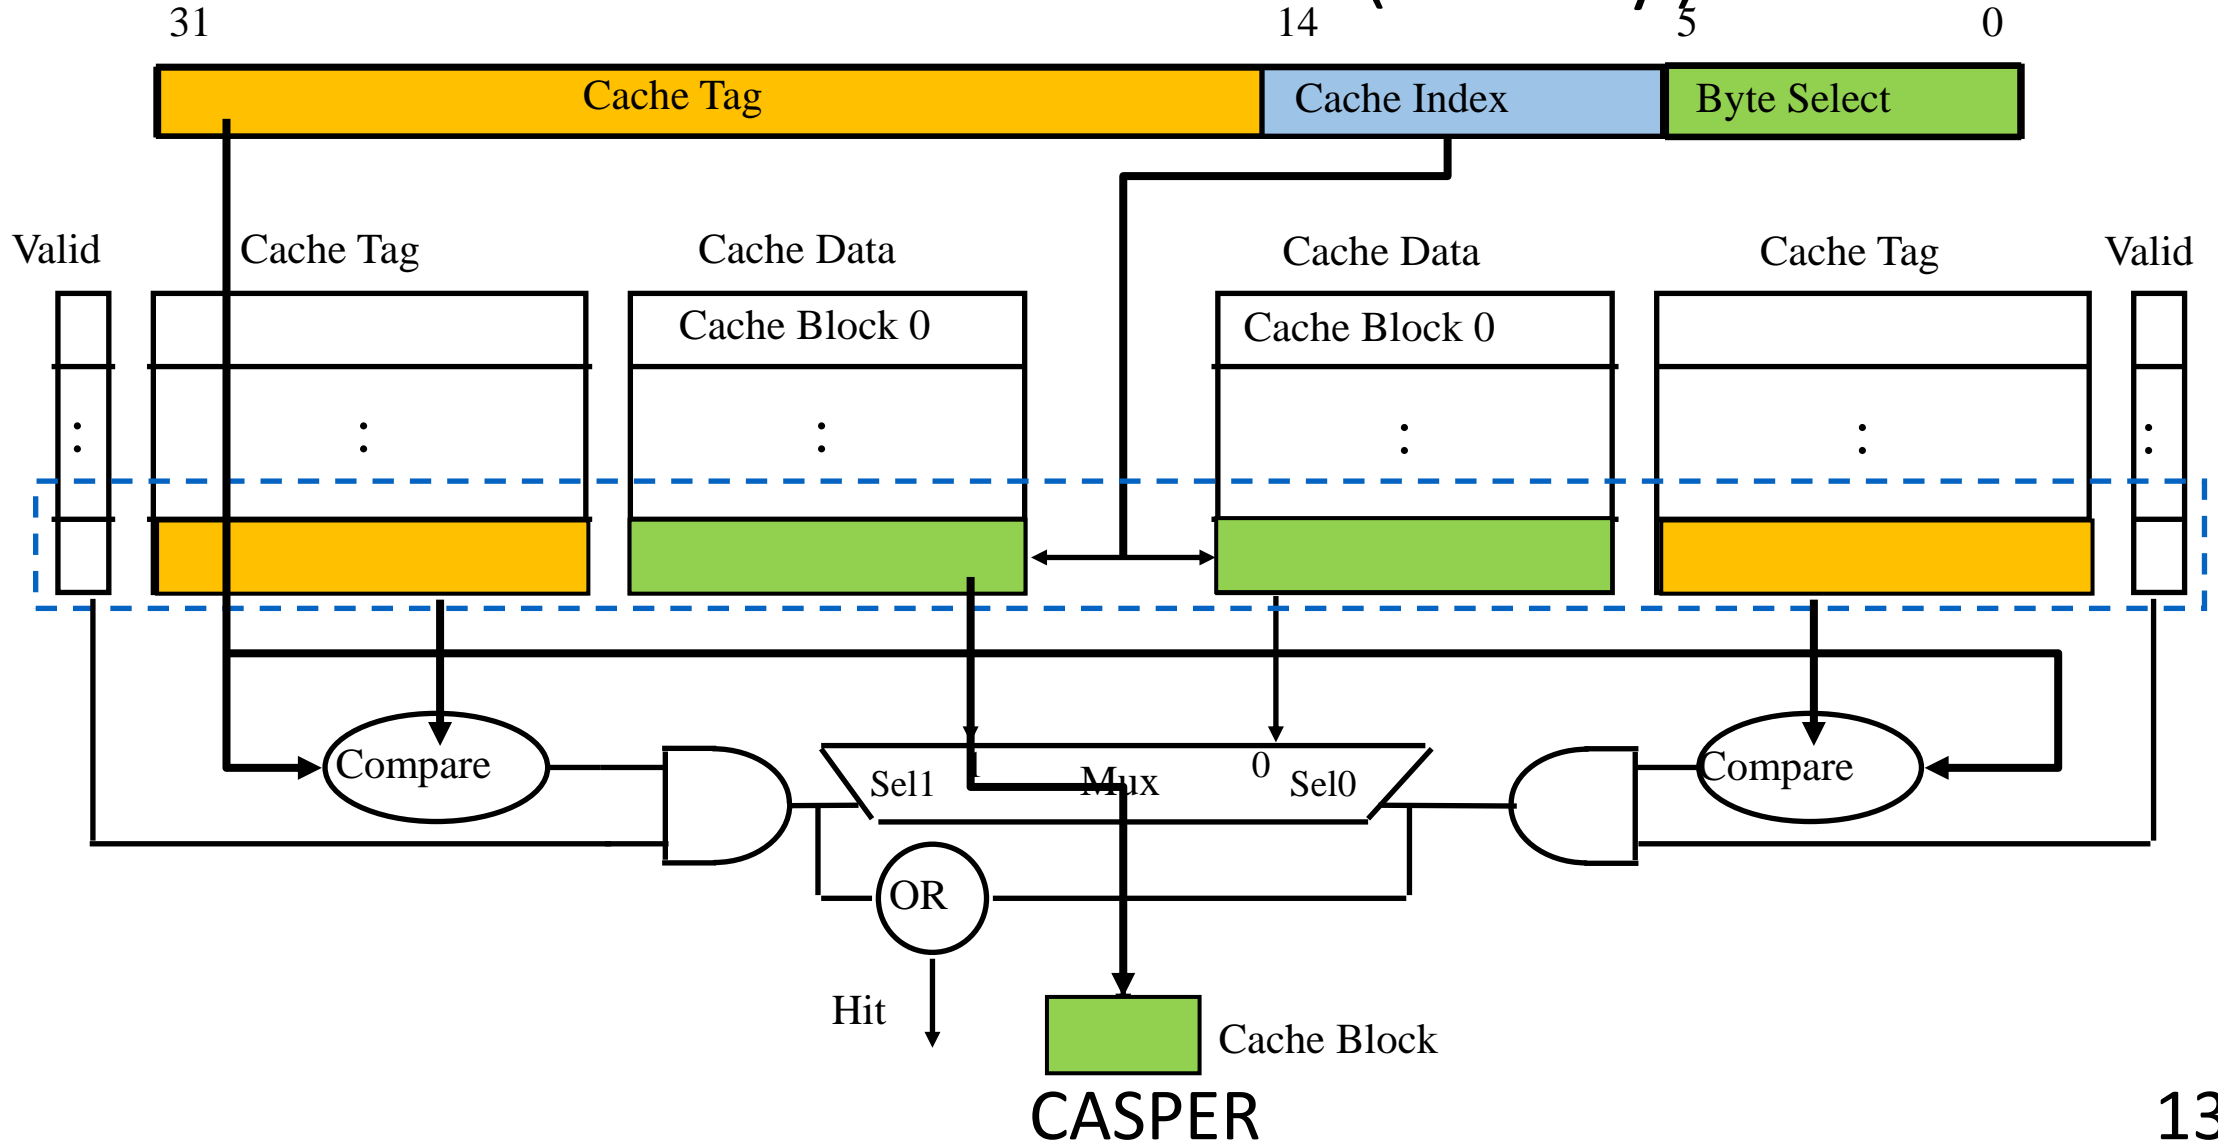 31 14 5 0
Cache Tag Cache Index Byte Select
Valid Cache Tag Cache Data Cache Data Cache Tag Valid
Cache Block 0 Cache Block 0
: : : : : :
Compare Sel1 1 Mux 0 Sel0 Compare
OR
Hit
Cache Block
CASPER 13